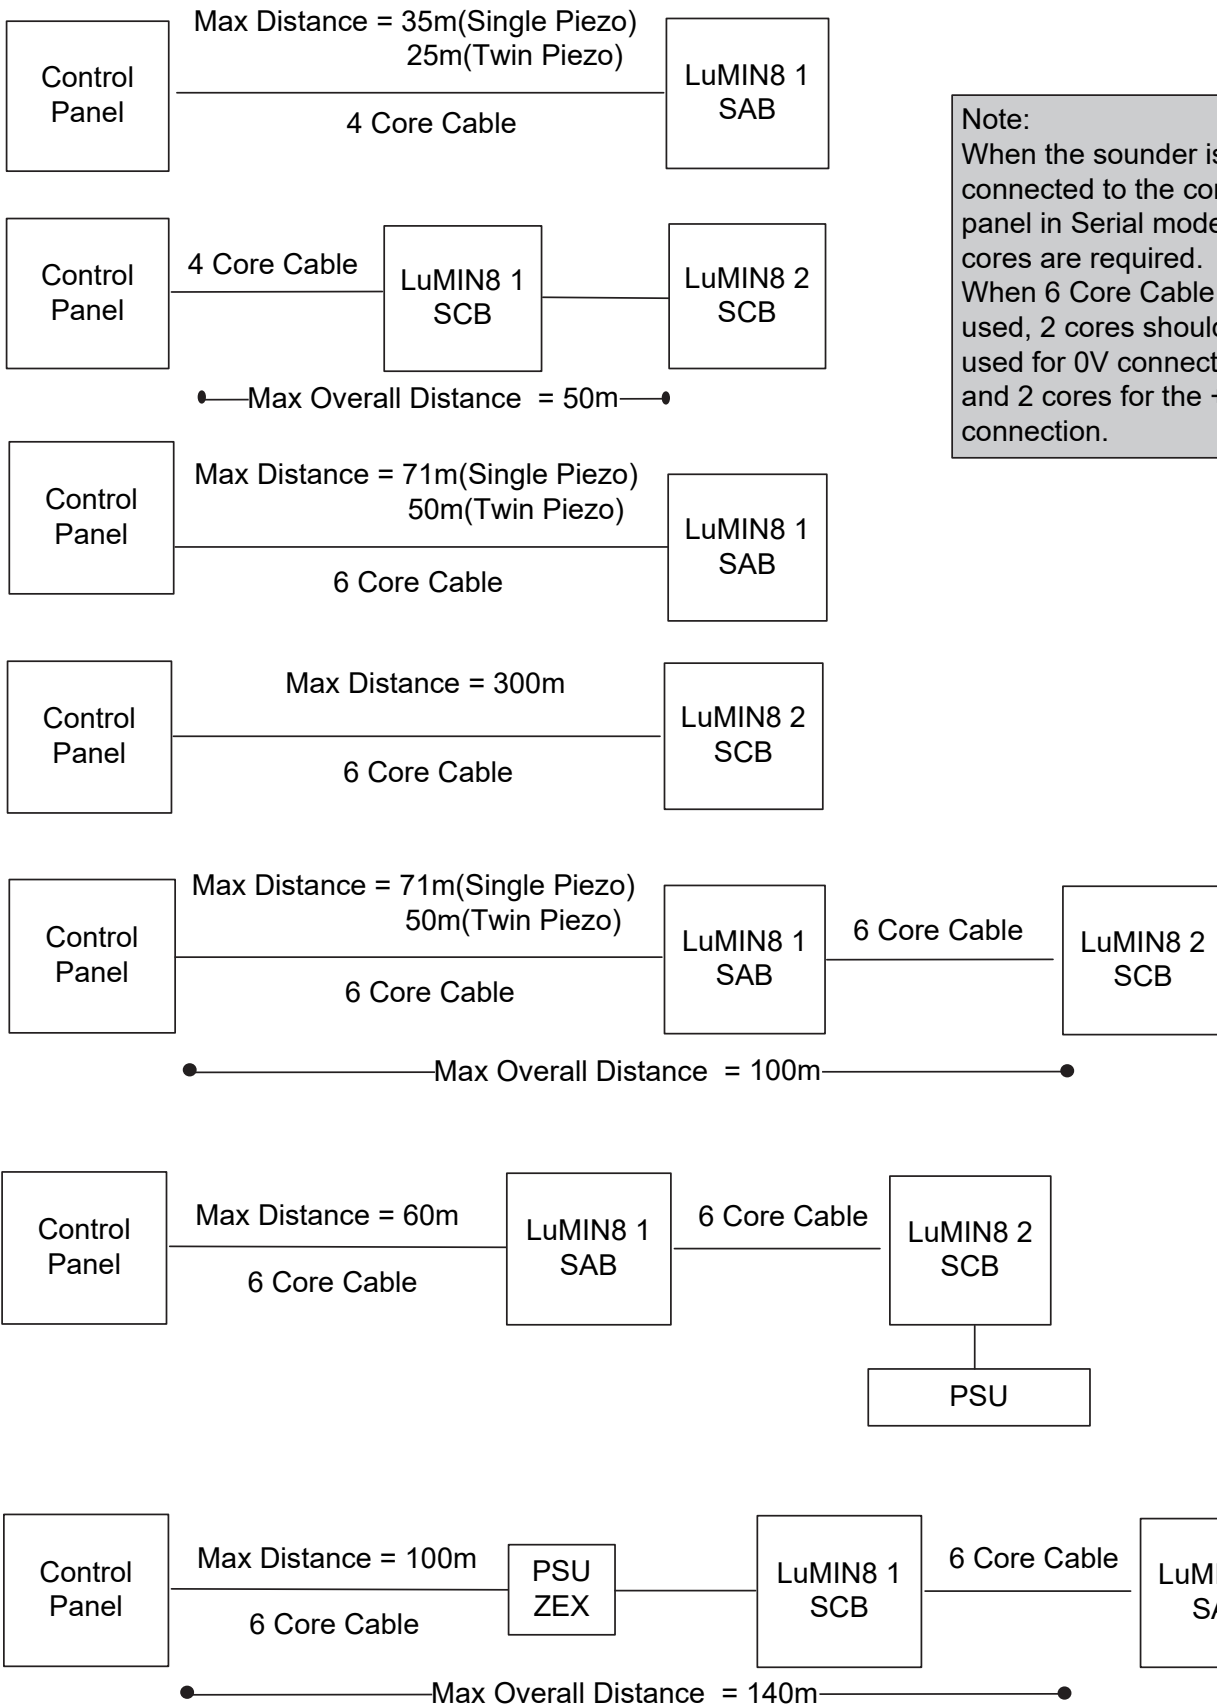 Max Distance = 35m(Single Piezo)
25m(Twin Piezo)
Control
Panel
4 Core Cable
LuMIN8 1
SAB
Note:
When the sounder
connected to the
panel in Serial
cores are required.
When 6 Core Cable
used, 2 cores
used for 0V
and 2 cores for the
connection.
Control
Panel
4 Core Cable
LuMIN8 1
SCB
LuMIN8 2
SCB
Max Overall Distance = 50m
Control
Panel
Max Distance = 71m(Single Piezo)
50m(Twin Piezo)
6 Core Cable
LuMIN8 1
SAB
Control
Panel
Max Distance = 300m
6 Core Cable
LuMIN8 2
SCB
Control
Panel
Max Distance = 71m(Single Piezo)
50m(Twin Piezo)
6 Core Cable
LuMIN8 1
SAB
6 Core Cable
LuMIN8 2
SCB
Max Overall Distance = 100m
Control
Panel
Max Distance = 60m
6 Core Cable
LuMIN8 1
SAB
6 Core Cable
LuMIN8 2
SCB
PSU
Control
Panel
Max Distance = 100m
6 Core Cable
PSU
ZEX
LuMIN8 1
SCB
6 Core Cable
Max Overall Distance = 140m